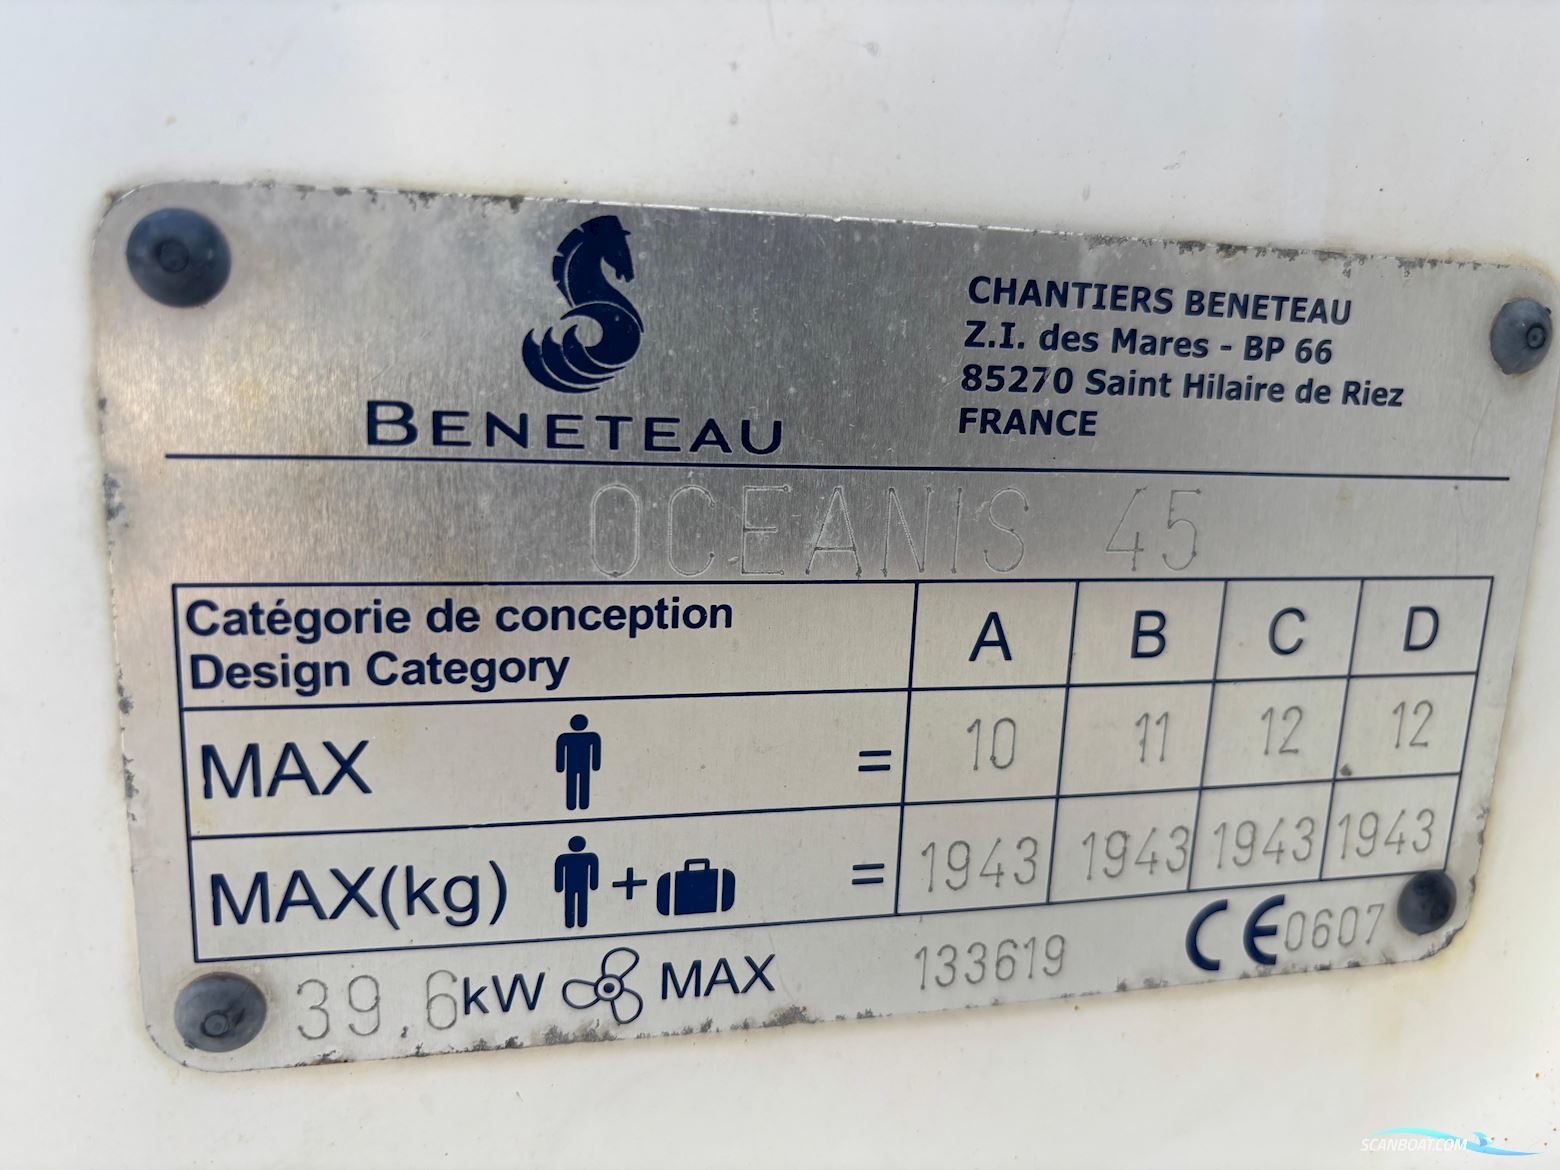 BENETEAU
CHANTIERS BENETEAU
Z.I. des Mares - BP 66
85270 Saint Hilaire de Riez
FRANCE
OCEANIS 45
Catégorie de conception
Design Category
A B C D
MAX = 10 11 12 12
MAX(kg) + = 1943 1943 1943 1943
39.6kW MAX 133619 CE0607
SCANBOAT.COM